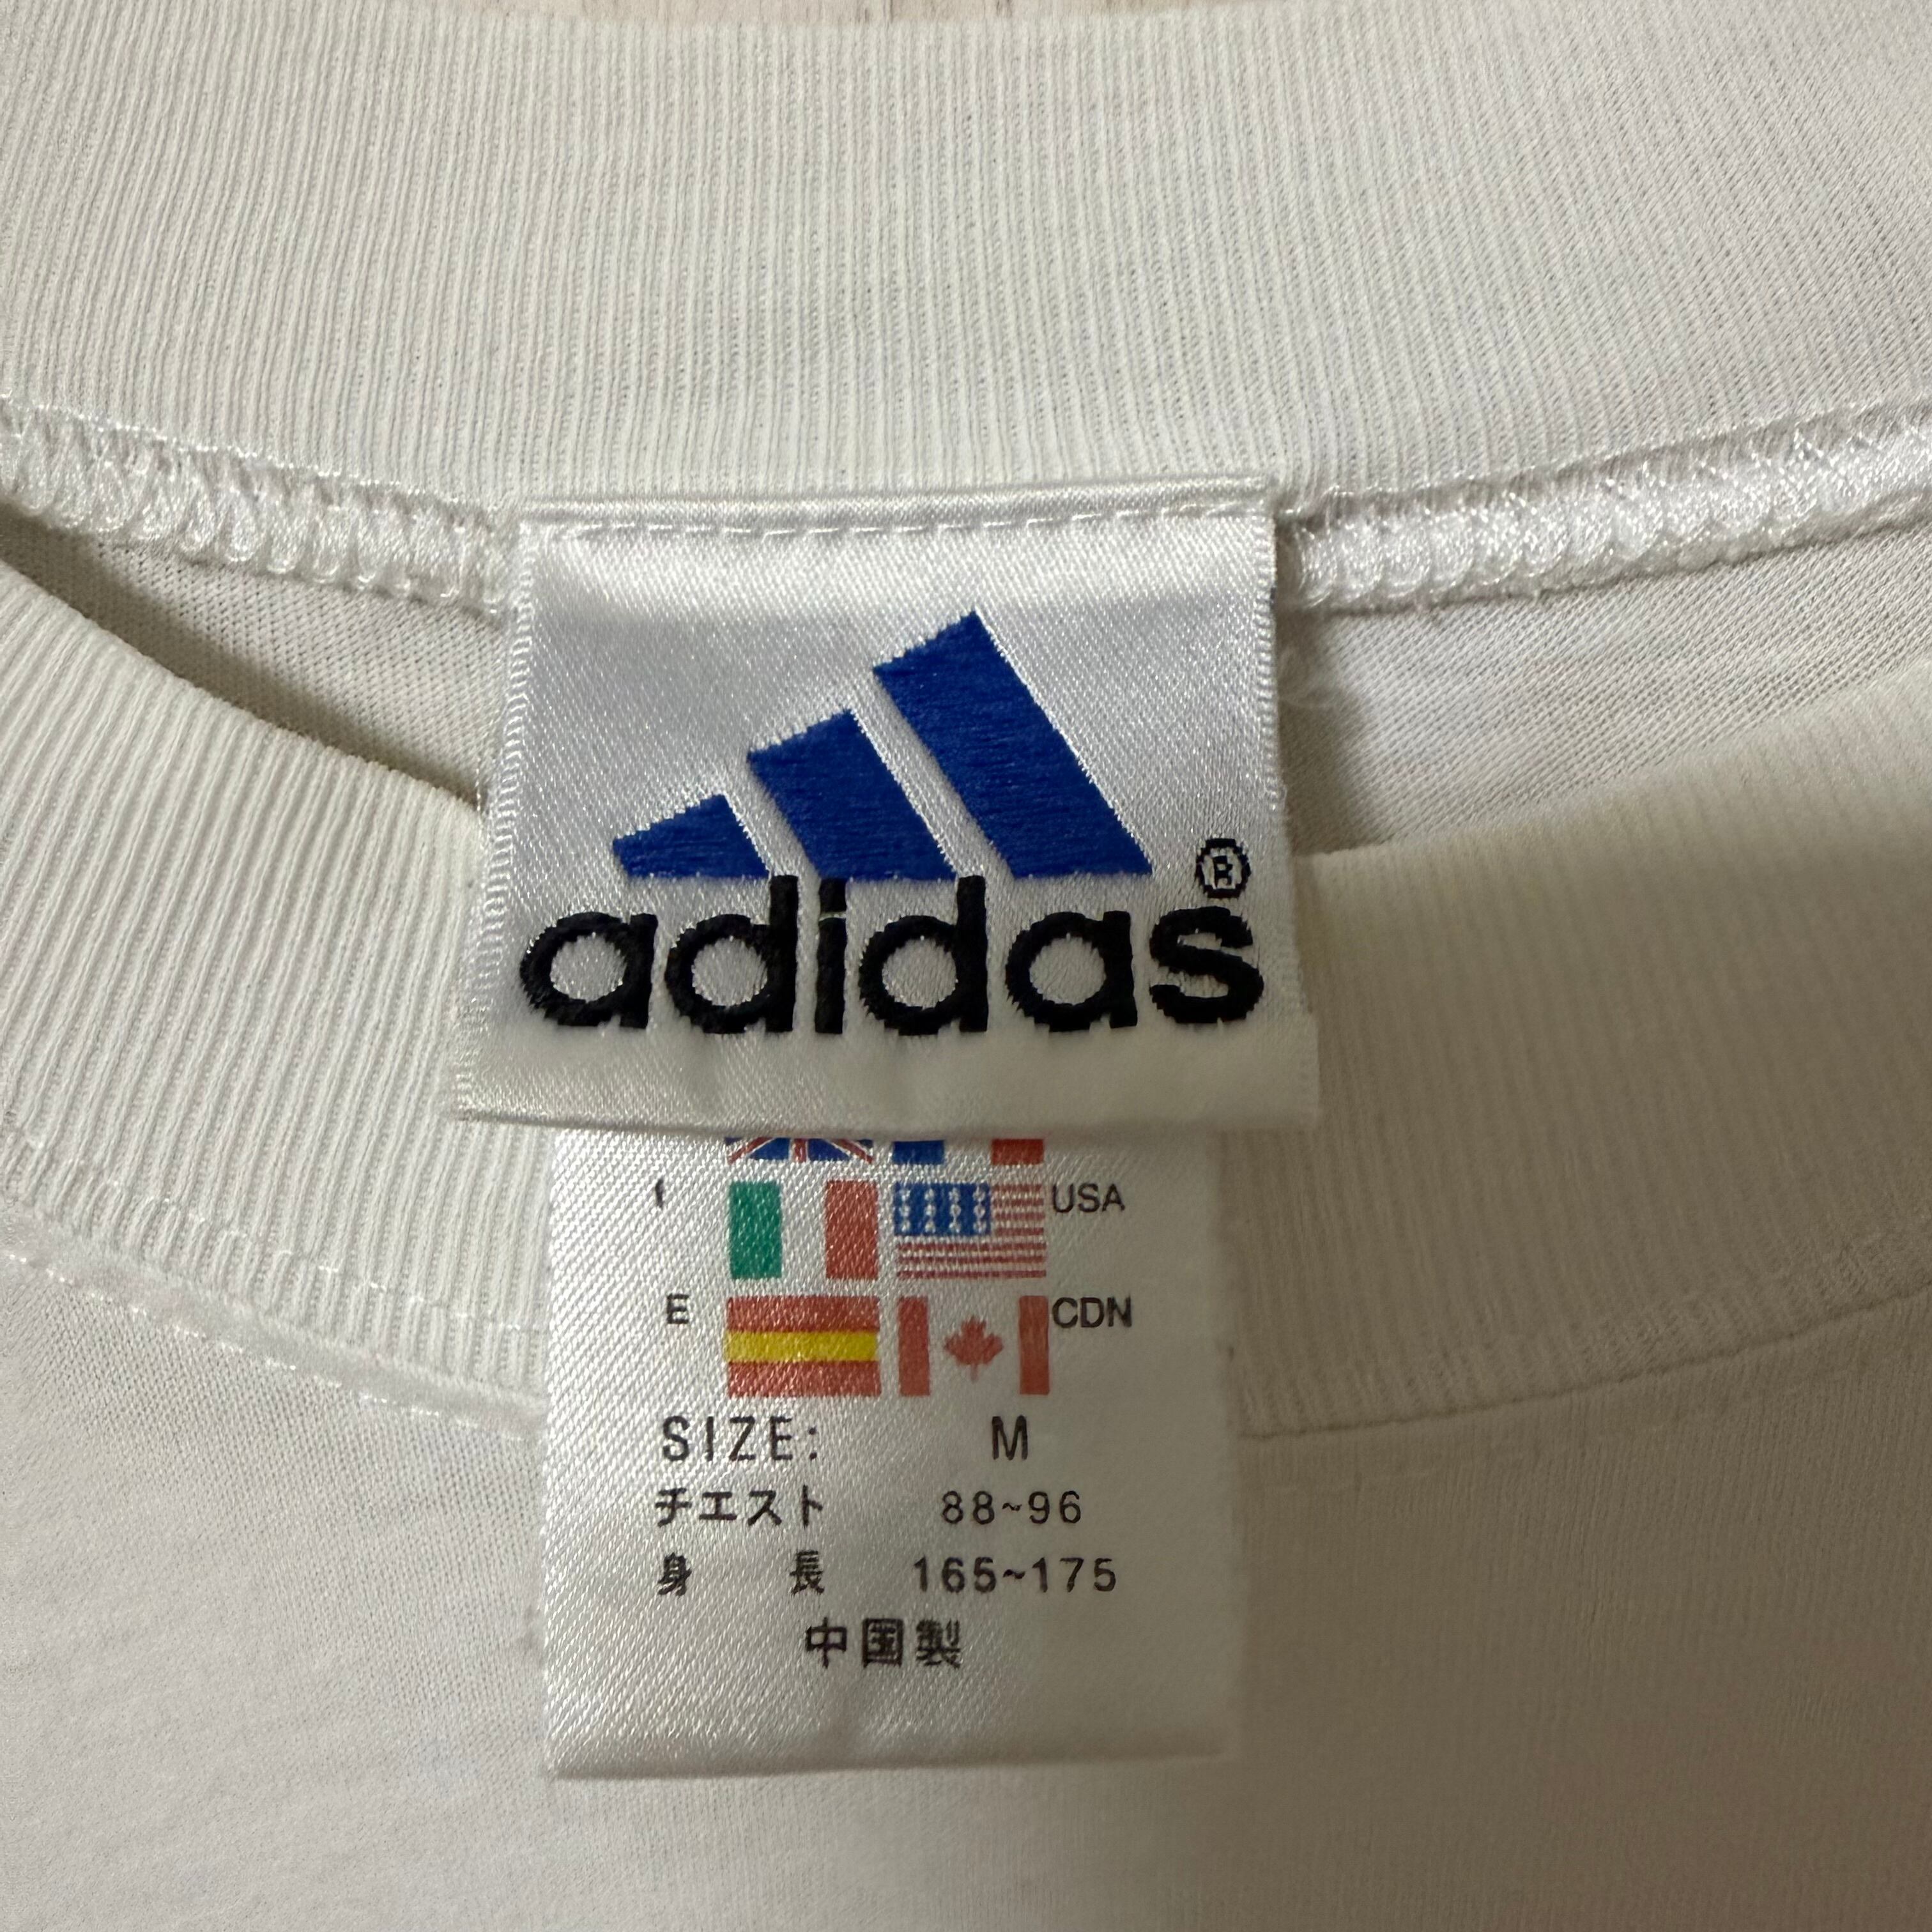 ®
adidas
I USA
E CDN
SIZE: M
チエスト 88~96
身長 165~175
中国製